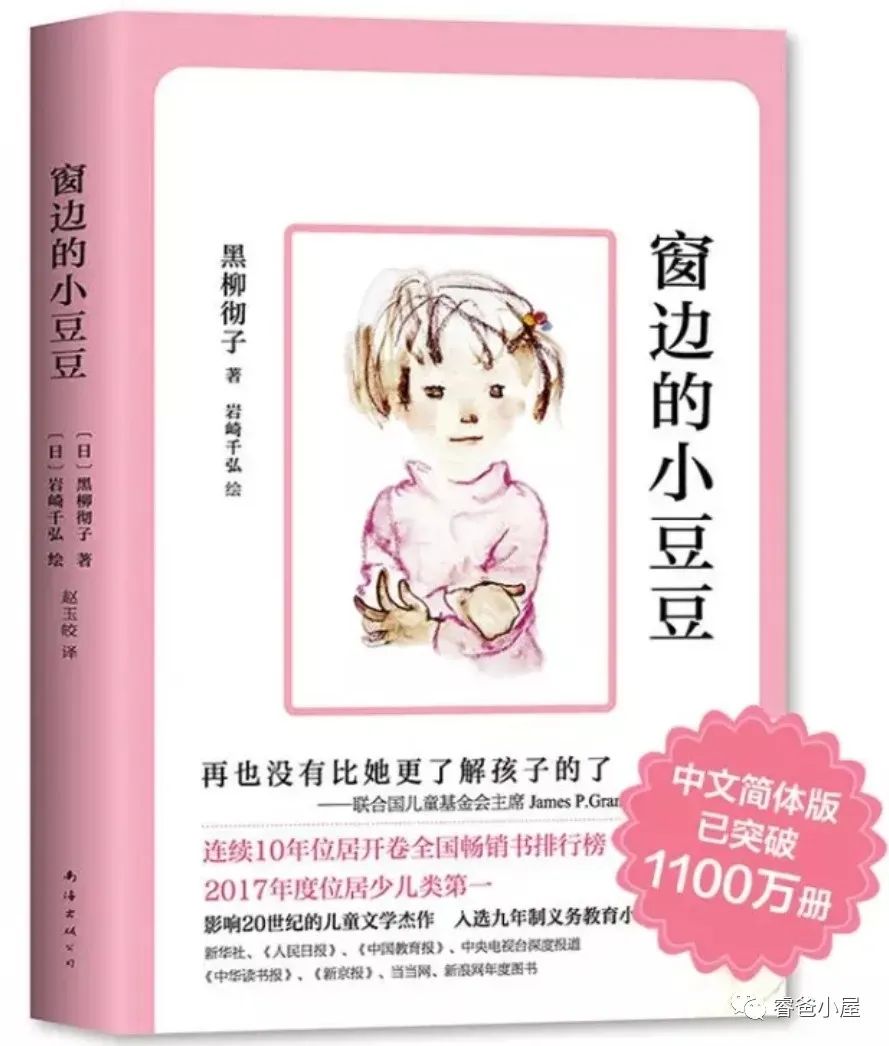 窗边的小豆豆
〔日〕黑柳彻子 著
〔日〕岩崎千弘 绘
赵玉皎 译
南海出版公司
窗边的小豆豆
黑柳彻子 著
岩崎千弘 绘
再也没有比她更了解孩子的了
——联合国儿童基金会主席 James P.Gran
连续10年位居开卷全国畅销书排行榜
2017年度位居少儿类第一
影响20世纪的儿童文学杰作 入选九年制义务教育小
新华社、《人民日报》、《中国教育报》、中央电视台深度报道
《中华读书报》、《新京报》、当当网、新浪网年度图书
中文简体版
已突破
1100万册
睿爸小屋